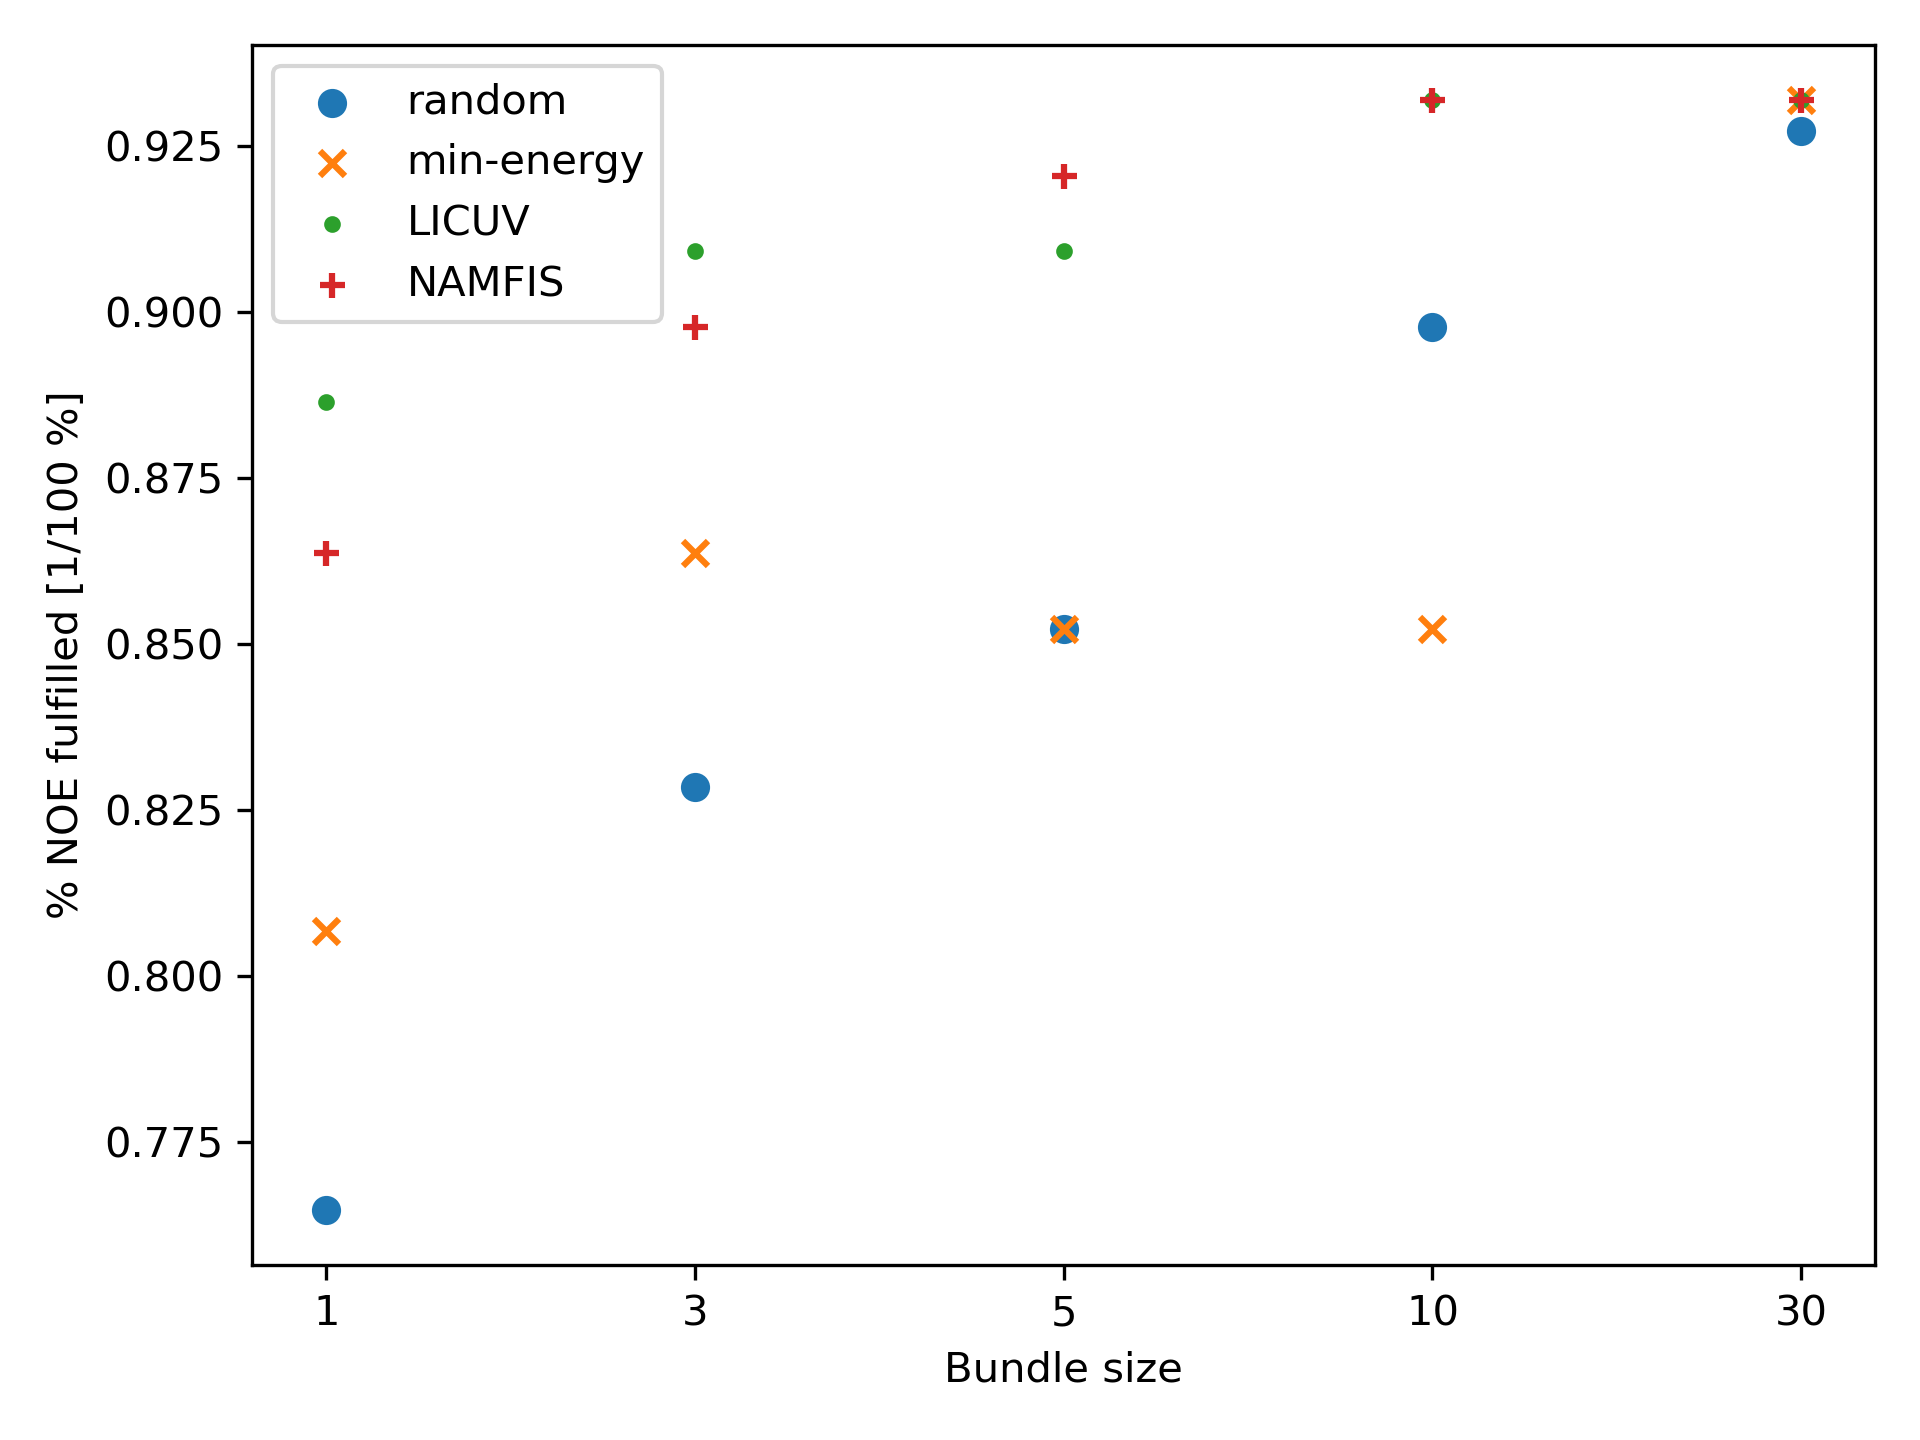 random
min-energy
LICUV
NAMFIS
% NOE fulfilled [1/100 %]
0.925
0.900
0.875
0.850
0.825
0.800
0.775
1 3 5 10 30
Bundle size